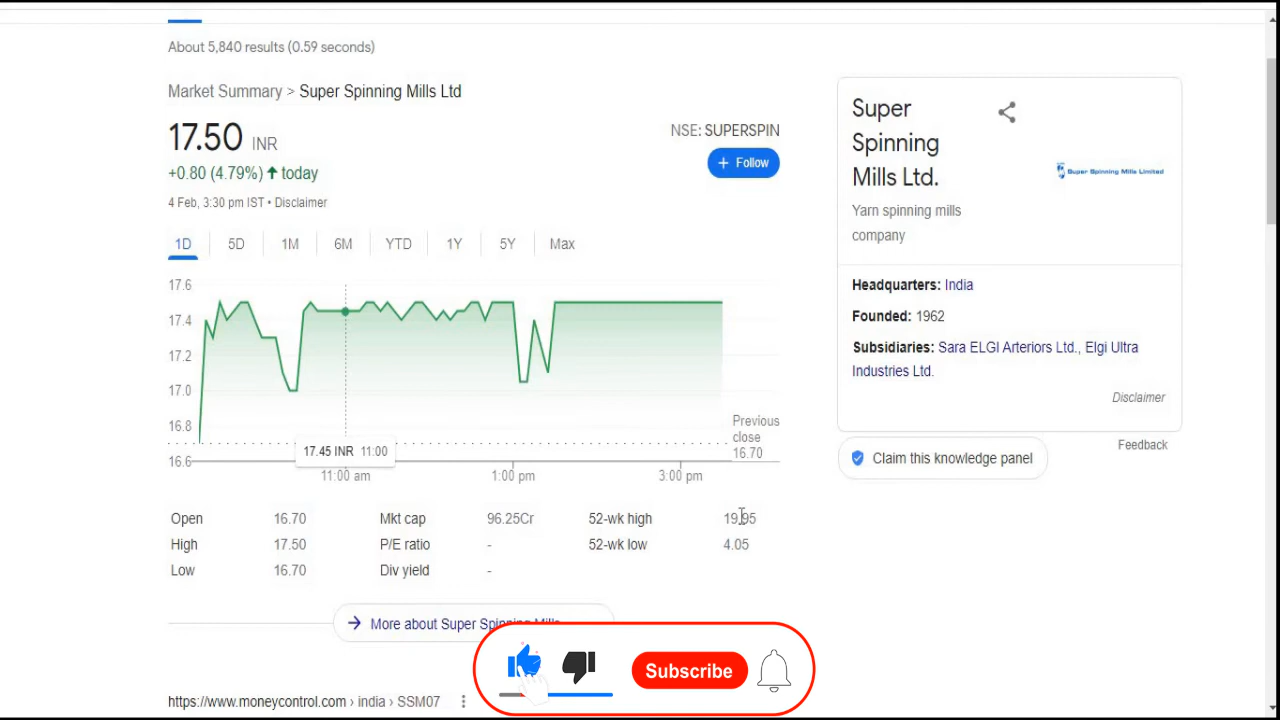 About 5,840 results (0.59 seconds)
Market Summary > Super Spinning Mills Ltd
17.50 INR
NSE: SUPERSPIN
+ Follow
+0.80 (4.79%) ↑ today
4 Feb, 3:30 pm IST • Disclaimer
1D 5D 1M 6M YTD 1Y 5Y Max
17.6
17.4
17.2
17.0
16.8
16.6
Previous
close
16.70
17.45 INR 11:00
11:00 am 1:00 pm 3:00 pm
Open 16.70 Mkt cap 96.25Cr 52-wk high 19.95
High 17.50 P/E ratio - 52-wk low 4.05
Low 16.70 Div yield -
→ More about Super Spinning Mills
https://www.moneycontrol.com › india › SSM07
Super
Spinning
Mills Ltd.
Super Spinning Mills Limited
Yarn spinning mills
company
Headquarters: India
Founded: 1962
Subsidiaries: Sara ELGI Arteriors Ltd., Elgi Ultra
Industries Ltd.
Disclaimer
Feedback
Claim this knowledge panel
Subscribe